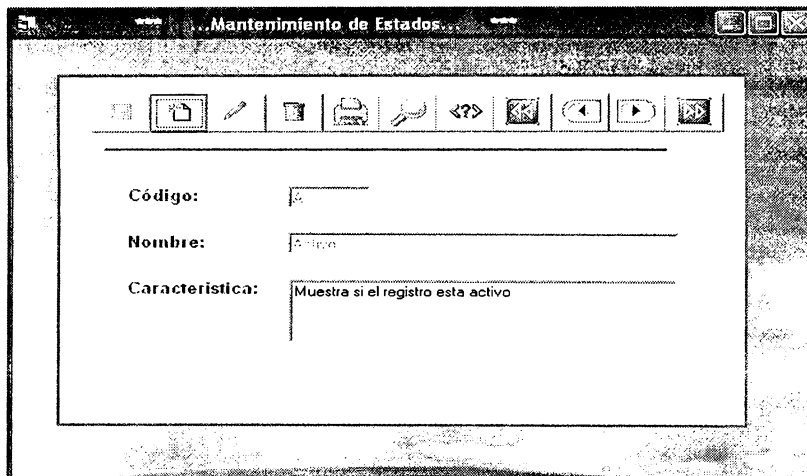 *** ...Mantenimiento de Estados... ***
<?>
Código:
A
Nombre:
Activo
Caracteristica:
Muestra si el registro esta activo